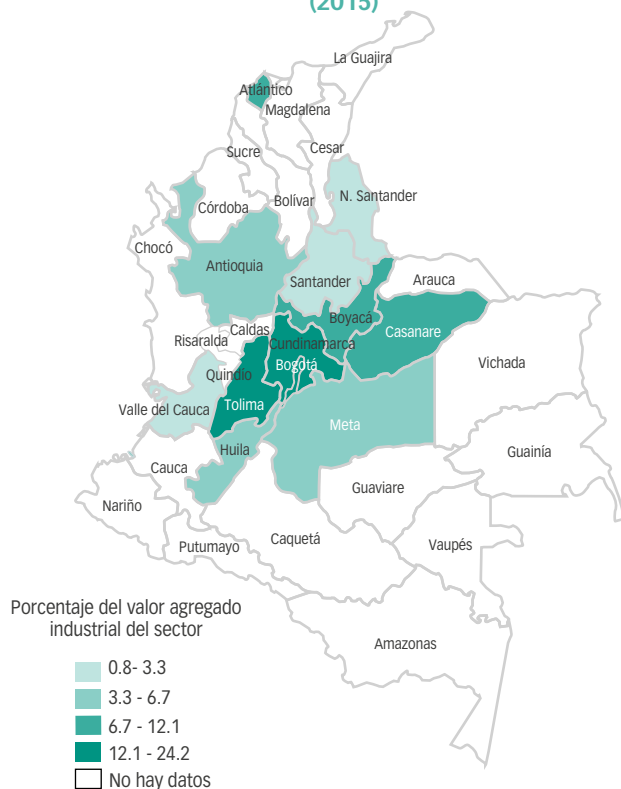 (2015)
La Guajira
Atlántico
Magdalena
Cesar
Sucre
Bolívar
N. Santander
Córdoba
Chocó
Antioquia
Santander
Arauca
Boyacá
Casanare
Caldas
Risaralda
Cundinamarca
Bogotá
Vichada
Quindío
Tolima
Valle del Cauca
Meta
Huila
Guainía
Cauca
Guaviare
Nariño
Caquetá
Putumayo
Vaupés
Amazonas
Porcentaje del valor agregado
industrial del sector
0.8- 3.3
3.3 - 6.7
6.7 - 12.1
12.1 - 24.2
No hay datos